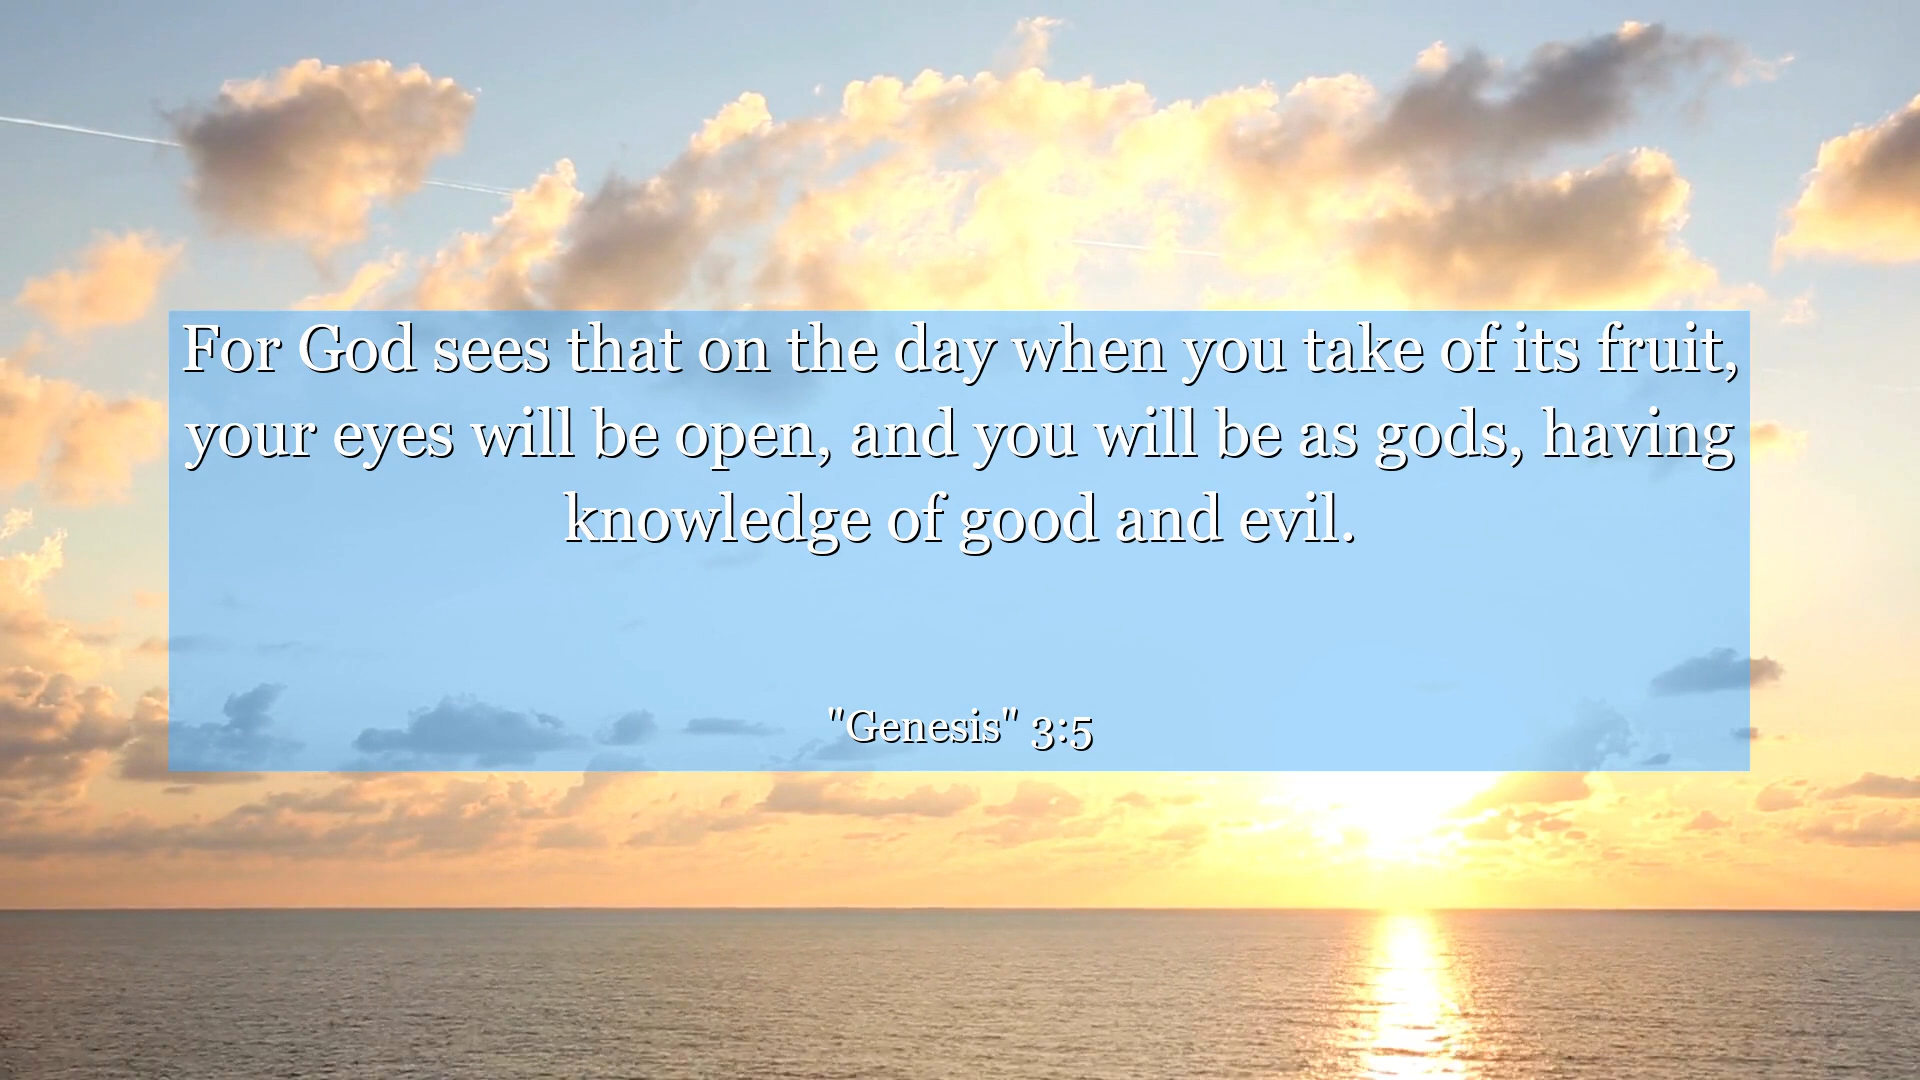 For God sees that on the day when you take of its fruit,
your eyes will be open, and you will be as gods, having
knowledge of good and evil.
"Genesis" 3:5